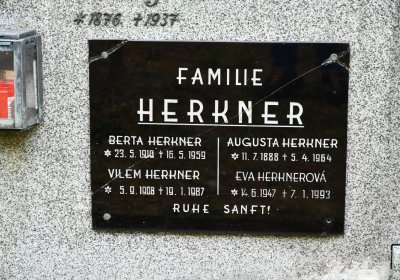 *1876. +1937
FAMILIE
HERKNER
BERTA HERKNER
* 23. 5. 1910 + 16. 5. 1959
AUGUSTA HERKNER
* 11. 7. 1888 + 5. 4. 1964
VILÉM HERKNER
* 5. 9. 1908 + 19. 1. 1987
EVA HERKNEROVÁ
* 14. 6. 1947 + 7. 1. 1993
RUHE SANFT!